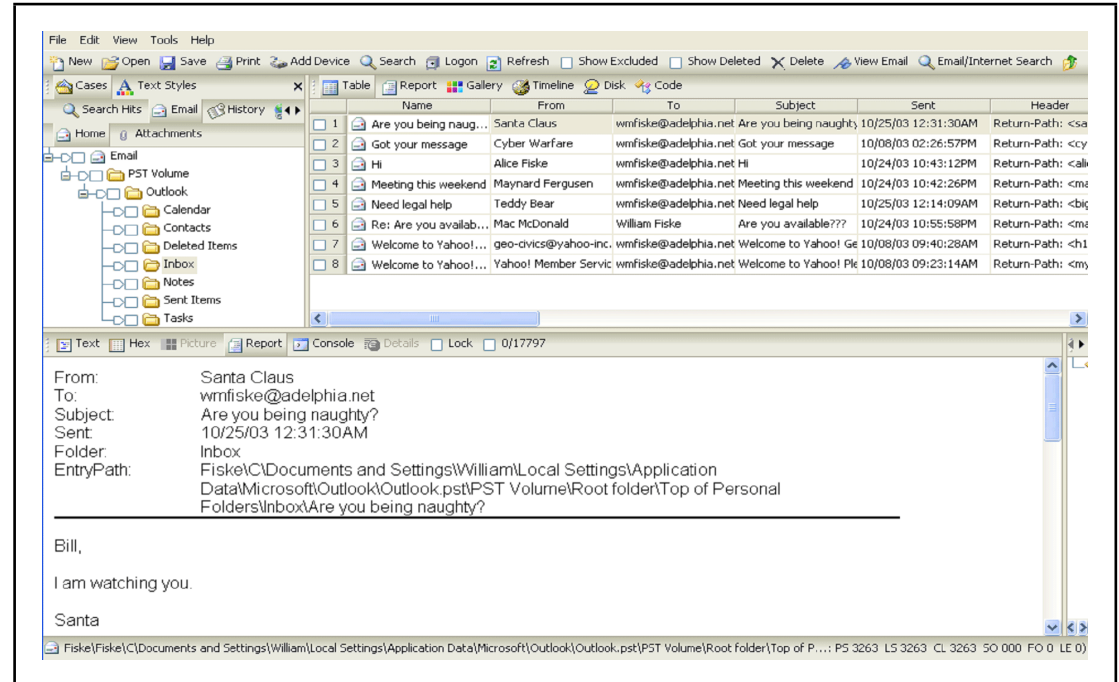 File Edit View Tools Help
New Open Save Print Add Device Search Logon Refresh Show Excluded Show Deleted Delete View Email Email/Internet Search
Cases Text Styles
Table Report Gallery Timeline Disk Code
Search Hits Email History
Home Attachments
Email
PST Volume
Outlook
Calendar
Contacts
Deleted Items
Inbox
Notes
Sent Items
Tasks
Name From To Subject Sent Header
1 Are you being naug... Santa Claus wmfiske@adelphia.net Are you being naughty 10/25/03 12:31:30AM Return-Path: <sa
2 Got your message Cyber Warfare wmfiske@adelphia.net Got your message 10/08/03 02:26:57PM Return-Path: <cy
3 Hi Alice Fiske wmfiske@adelphia.net Hi 10/24/03 10:43:12PM Return-Path: <alic
4 Meeting this weekend Maynard Fergusen wmfiske@adelphia.net Meeting this weekend 10/24/03 10:42:26PM Return-Path: <ma
5 Need legal help Teddy Bear wmfiske@adelphia.net Need legal help 10/25/03 12:14:09AM Return-Path: <big
6 Re: Are you availab... Mac McDonald William Fiske Are you available??? 10/24/03 10:55:58PM Return-Path: <ma
7 Welcome to Yahoo!... geo-civics@yahoo-inc. wmfiske@adelphia.net Welcome to Yahoo! Ge 10/08/03 09:40:28AM Return-Path: <h1
8 Welcome to Yahoo!... Yahoo! Member Servic wmfiske@adelphia.net Welcome to Yahoo! Ple 10/08/03 09:23:14AM Return-Path: <my
Text Hex Picture Report Console Details Lock 0/17797
From: Santa Claus
To: wmfiske@adelphia.net
Subject: Are you being naughty?
Sent: 10/25/03 12:31:30AM
Folder: Inbox
EntryPath: Fiske\C\Documents and Settings\William\Local Settings\Application
Data\Microsoft\Outlook\Outlook.pst\PST Volume\Root folder\Top of Personal
Folders\Inbox\Are you being naughty?
Bill,
I am watching you.
Santa
Fiske\Fiske\C\Documents and Settings\William\Local Settings\Application Data\Microsoft\Outlook\Outlook.pst\PST Volume\Root folder\Top of P...: PS 3263 LS 3263 CL 3263 SO 000 FO 0 LE 0)